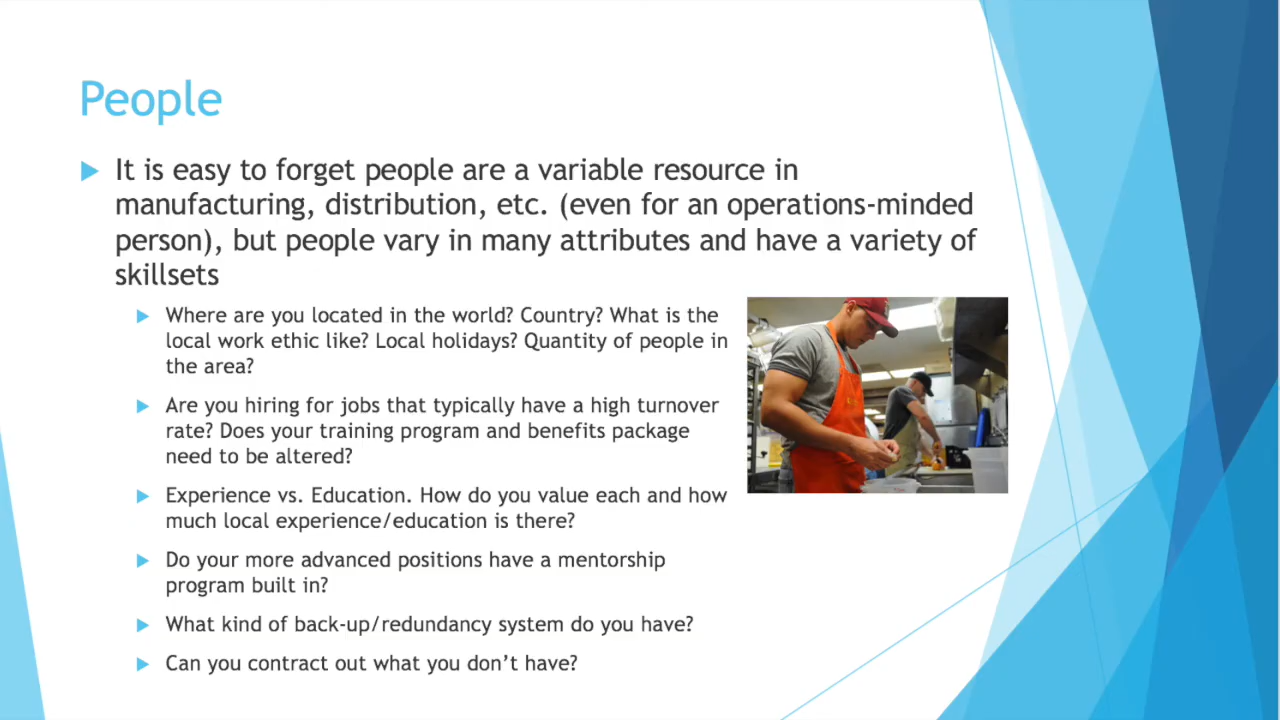 People
It is easy to forget people are a variable resource in
manufacturing, distribution, etc. (even for an operations-minded
person), but people vary in many attributes and have a variety of
skillsets
Where are you located in the world? Country? What is the
local work ethic like? Local holidays? Quantity of people in
the area?
Are you hiring for jobs that typically have a high turnover
rate? Does your training program and benefits package
need to be altered?
Experience vs. Education. How do you value each and how
much local experience/education is there?
Do your more advanced positions have a mentorship
program built in?
What kind of back-up/redundancy system do you have?
Can you contract out what you don't have?